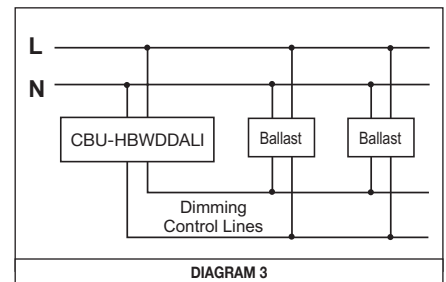 L
N
CBU-HBWDDALI
Ballast
Ballast
Dimming
Control Lines
DIAGRAM 3